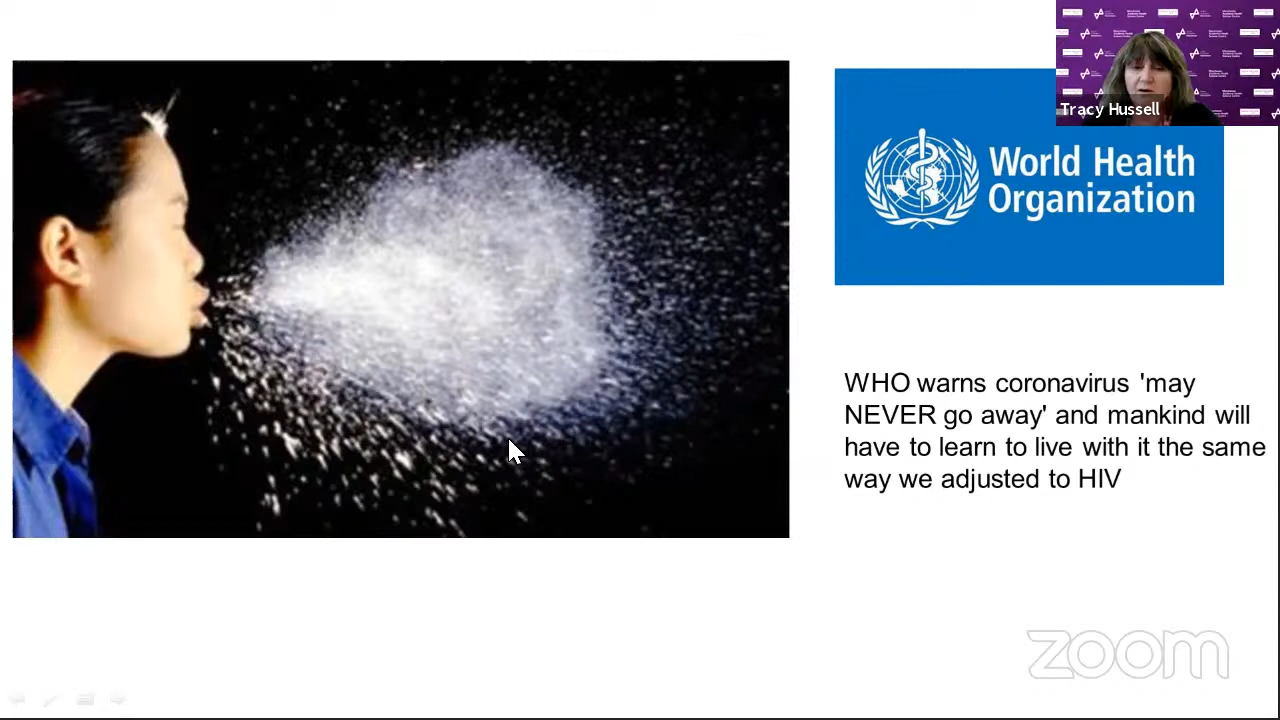 Tracy Hussell
World Health
Organization
WHO warns coronavirus 'may
NEVER go away' and mankind will
have to learn to live with it the same
way we adjusted to HIV
zoom